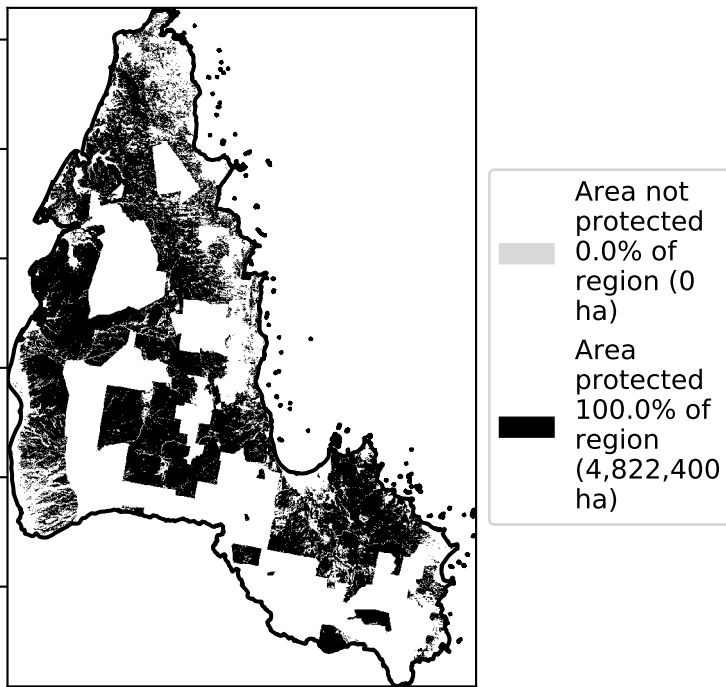 Area not
protected
0.0% of
region (0
ha)
Area
protected
100.0% of
region
(4,822,400
ha)